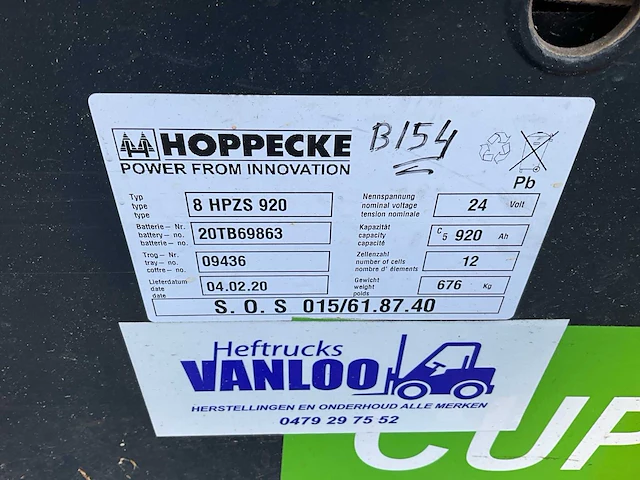 HOPPECKE
B154
POWER FROM INNOVATION
Pb
Typ
type
type
8 HPZS 920
Nennspannung
nominal voltage
tension nominale
24 Volt
Batterie-Nr.
battery-no.
batterie-no.
20TB69863
Kapazität
capacity
capacité
C5 920 Ah
Trog-Nr.
tray-no.
coffre-no.
09436
Zellenzahl
number of cells
nombre d' élements
12
Lieferdatum
date
date
04.02.20
Gewicht
weight
poids
676 Kg
S. O. S 015/61.87.40
Heftrucks
VANLOO
HERSTELLINGEN EN ONDERHOUD ALLE MERKEN
0479 29 75 52
CUP